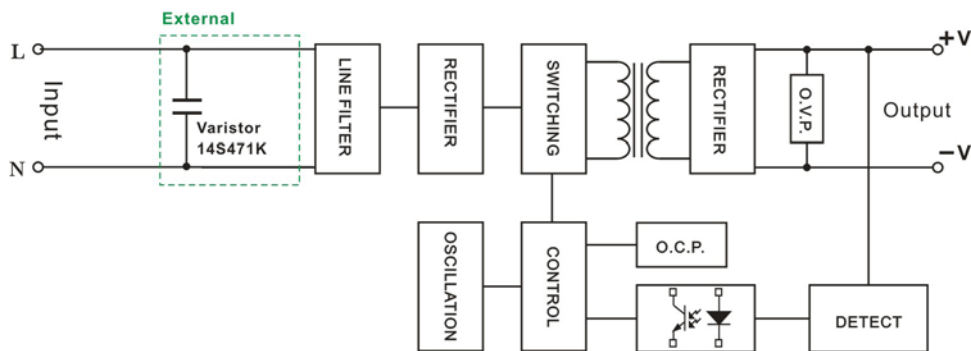 External
L
N
Input
Varistor
14S471K
LINE FILTER
RECTIFIER
SWITCHING
RECTIFIER
O.V.P.
+V
Output
−V
OSCILLATION
CONTROL
O.C.P.
DETECT